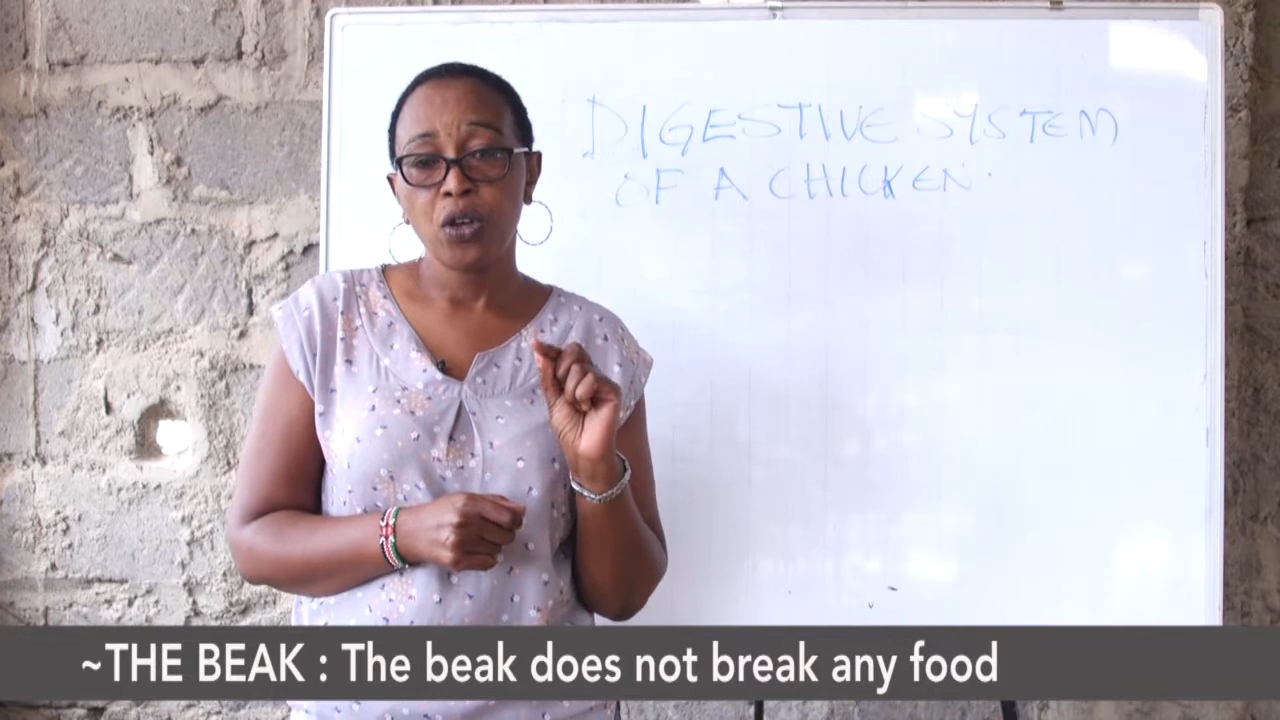 DIGESTIVE SYSTEM
OF A CHICKEN.
~THE BEAK : The beak does not break any food